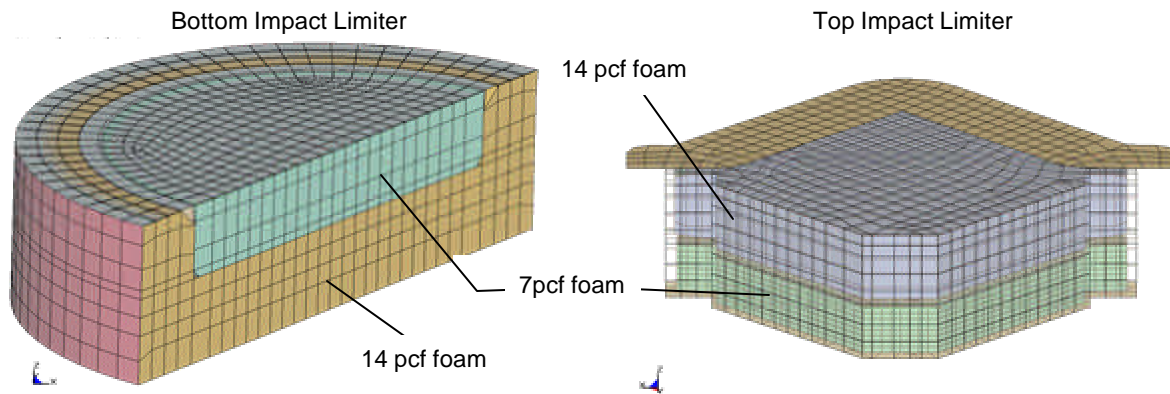 Bottom Impact Limiter
Top Impact Limiter
14 pcf foam
7pcf foam
14 pcf foam